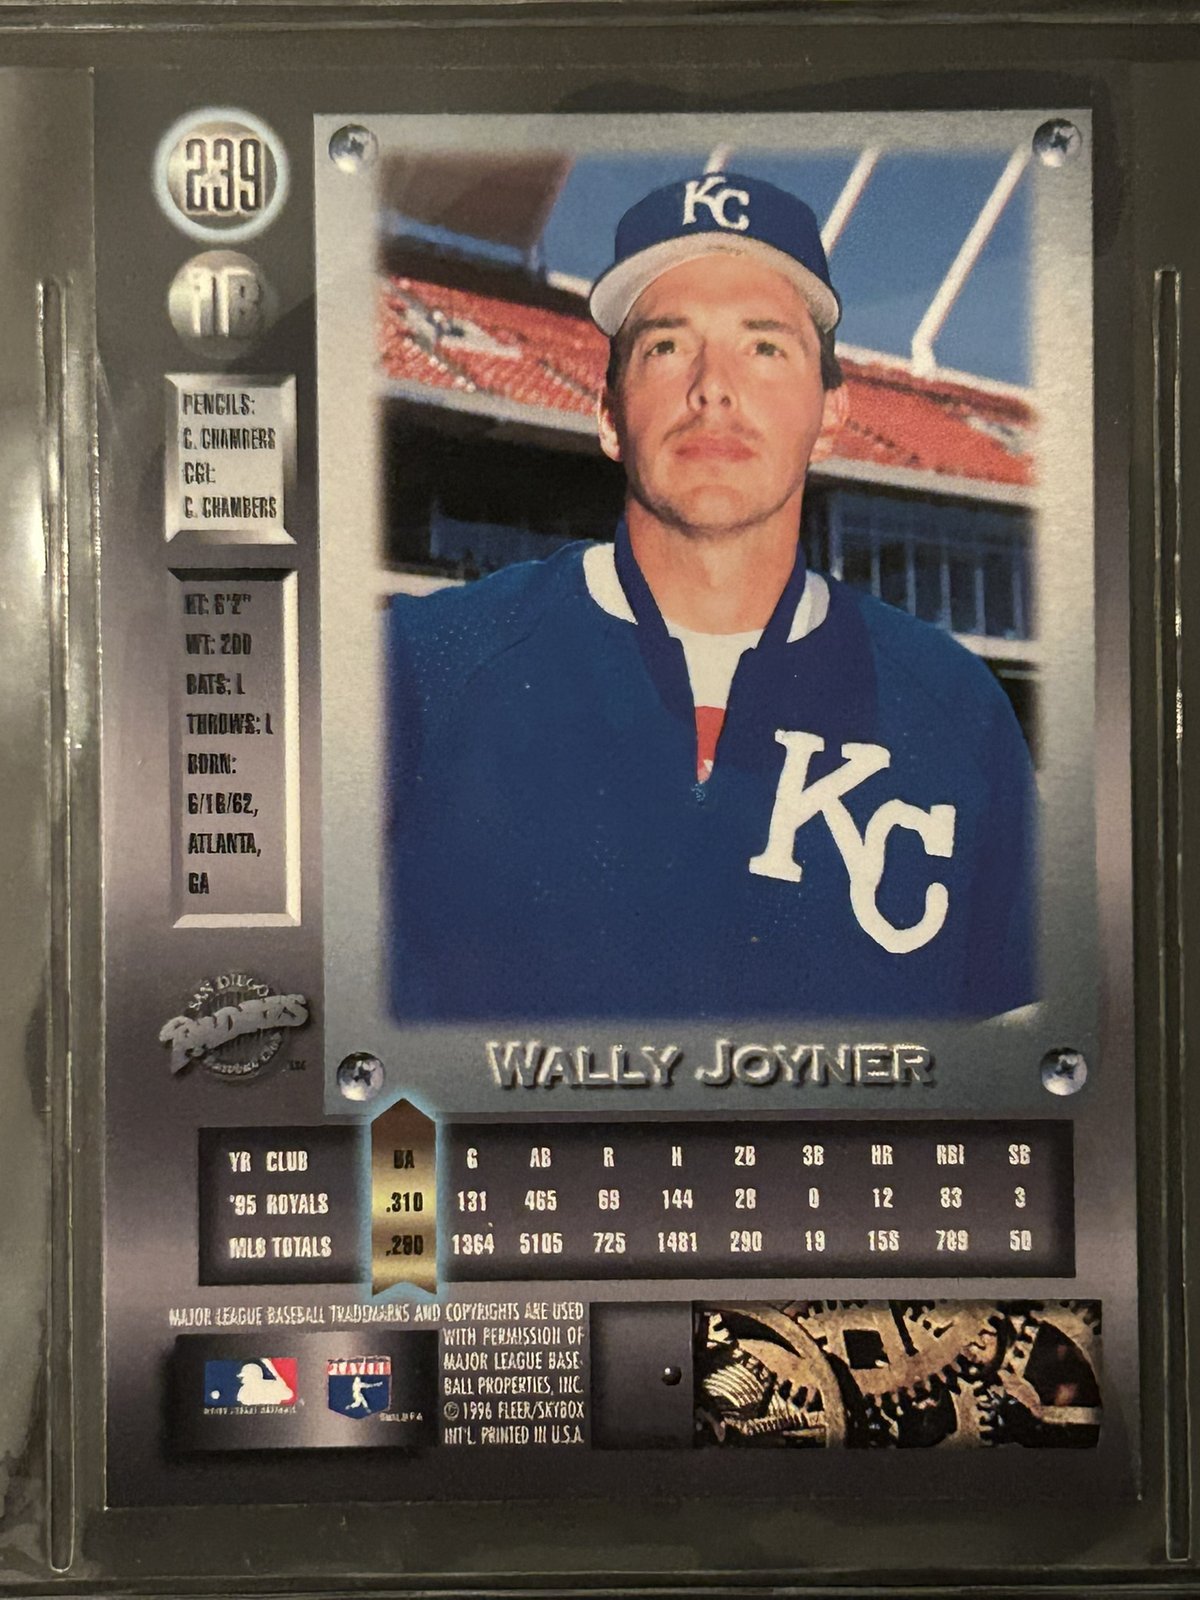 239
1B
KC
PENCILS:
C. CHAMBERS
CGI:
C. CHAMBERS
HT: 6'2"
WT: 200
BATS: L
THROWS: L
BORN:
6/16/62,
ATLANTA,
GA
KC
SAN DIEGO
PADRES
BASEBALL CLUB
WALLY JOYNER
YR CLUB BA G AB R H 2B 3B HR RBI SB
'95 ROYALS .310 131 465 69 144 28 0 12 83 3
MLB TOTALS .290 1364 5105 725 1481 290 19 158 789 50
MAJOR LEAGUE BASEBALL TRADEMARKS AND COPYRIGHTS ARE USED
WITH PERMISSION OF
MAJOR LEAGUE BASE-
BALL PROPERTIES, INC.
© 1996 FLEER/SKYBOX
INT'L. PRINTED IN U.S.A.
PLAYERS